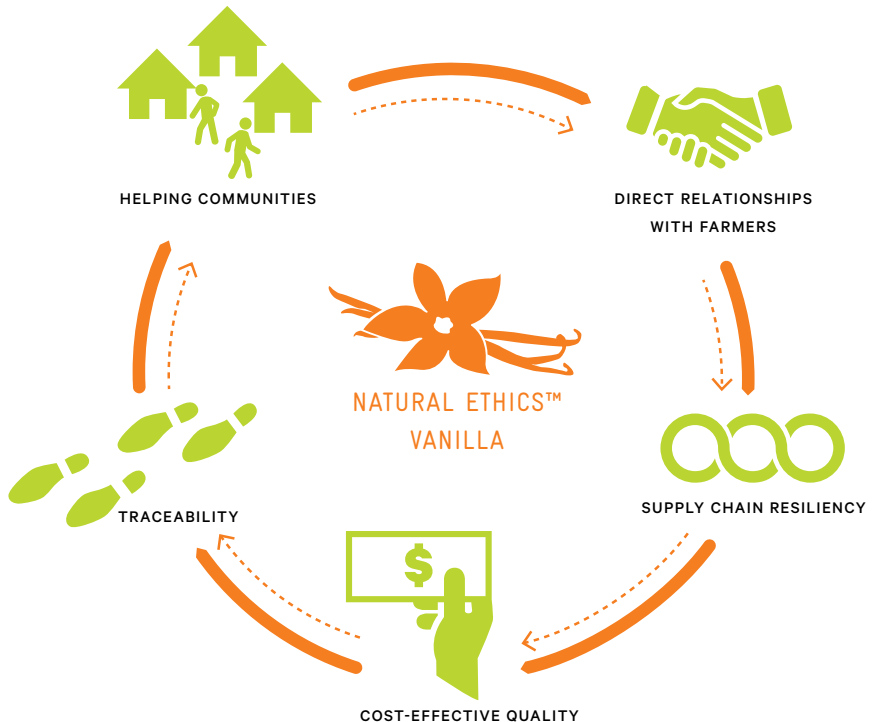 HELPING COMMUNITIES
DIRECT RELATIONSHIPS
WITH FARMERS
NATURAL ETHICS™
VANILLA
TRACEABILITY
SUPPLY CHAIN RESILIENCY
$
COST-EFFECTIVE QUALITY